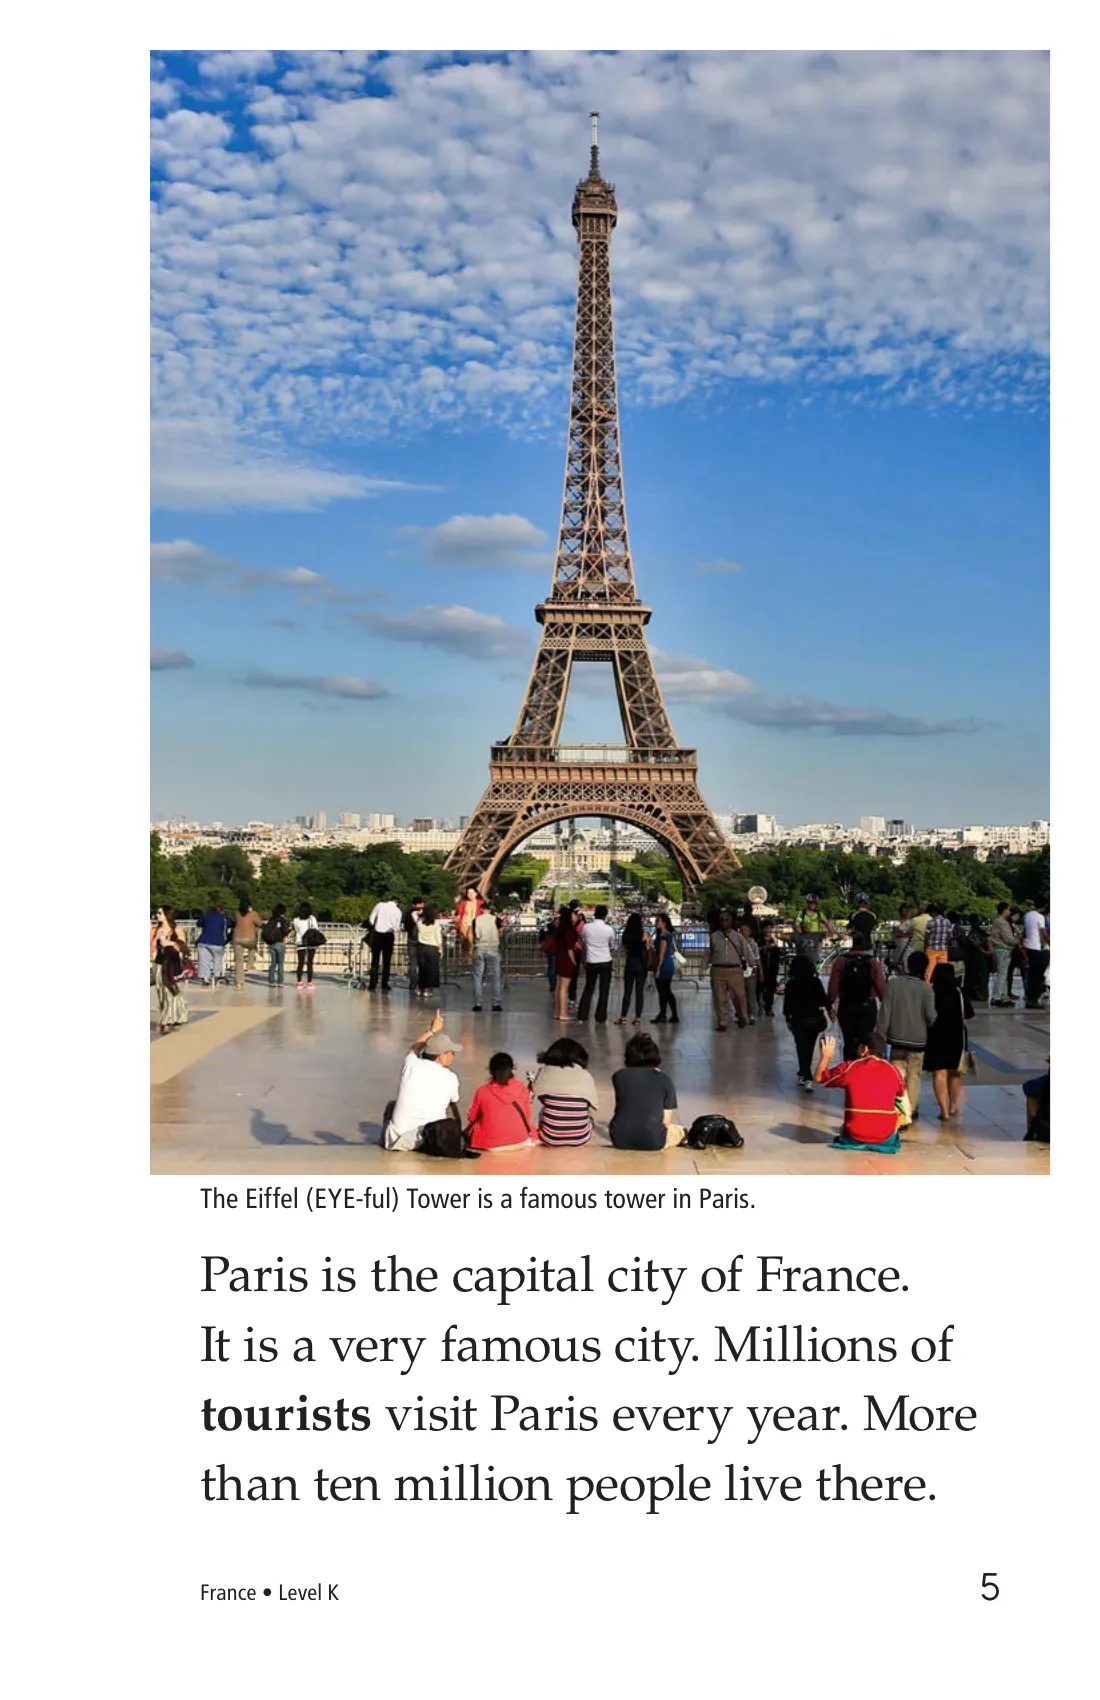 The Eiffel (EYE-ful) Tower is a famous tower in Paris.
Paris is the capital city of France.
It is a very famous city. Millions of
tourists visit Paris every year. More
than ten million people live there.
France • Level K
5